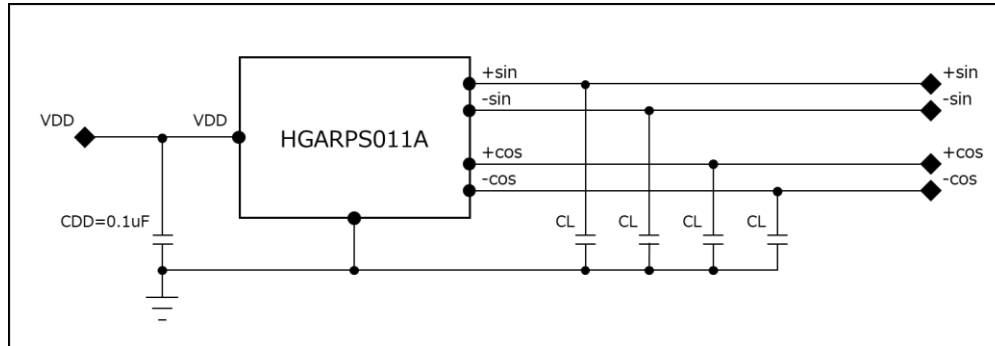 +sin
+sin
-sin
-sin
VDD
VDD
HGARPS011A
+cos
+cos
-cos
-cos
CDD=0.1uF
CL
CL
CL
CL